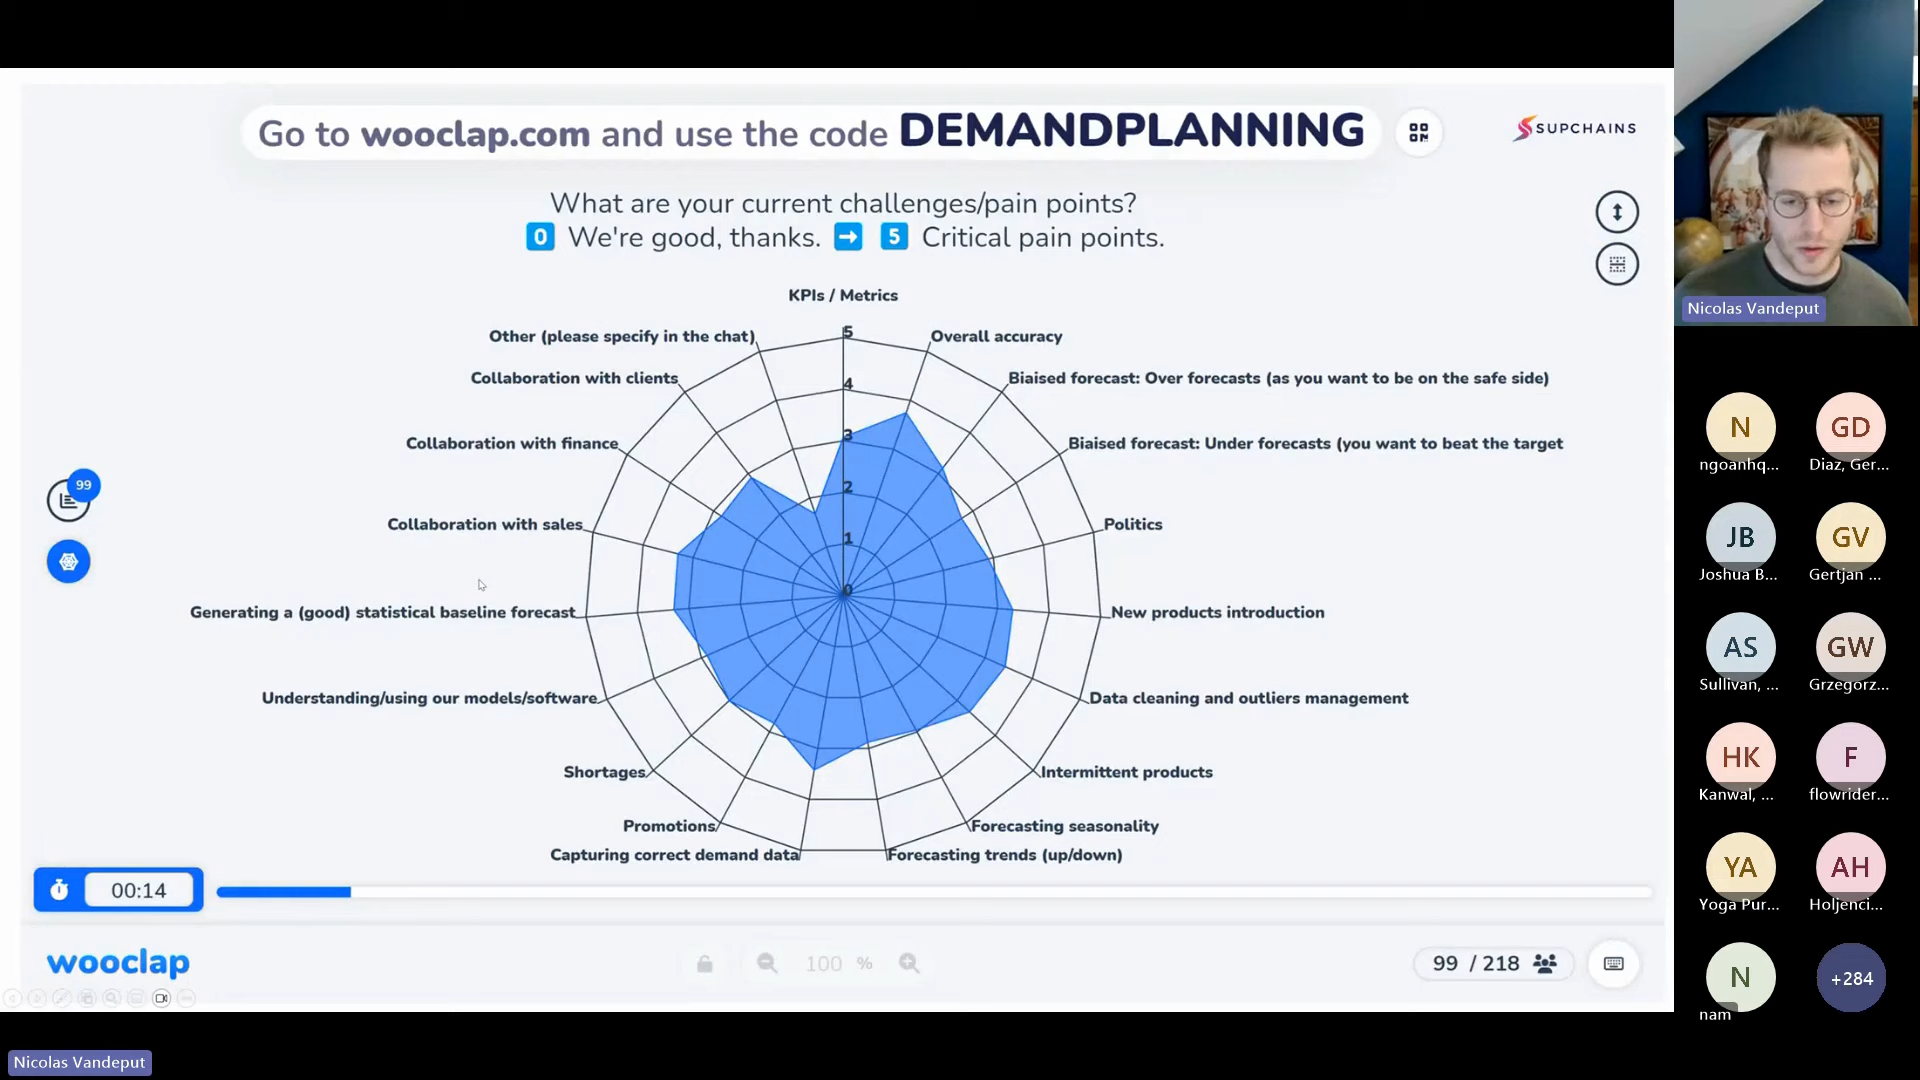 Go to wooclap.com and use the code DEMANDPLANNING
SUPCHAINS
What are your current challenges/pain points?
0 We're good, thanks. → 5 Critical pain points.
KPIs / Metrics
Other (please specify in the chat)
5
Overall accuracy
Collaboration with clients
4
Biaised forecast: Over forecasts (as you want to be on the safe side)
Collaboration with finance
3
Biaised forecast: Under forecasts (you want to beat the target
99
2
Collaboration with sales
Politics
1
0
Generating a (good) statistical baseline forecast
New products introduction
Understanding/using our models/software
Data cleaning and outliers management
Shortages
Intermittent products
Promotions
Forecasting seasonality
Capturing correct demand data
Forecasting trends (up/down)
00:14
wooclap
100 %
99 / 218
Nicolas Vandeput
Nicolas Vandeput
N
GD
ngoanhq...
Diaz, Ger...
JB
GV
Joshua B...
Gertjan ...
AS
GW
Sullivan, ...
Grzegorz...
HK
F
Kanwal, ...
flowrider...
YA
AH
Yoga Pur...
Holjenci...
N
+284
nam